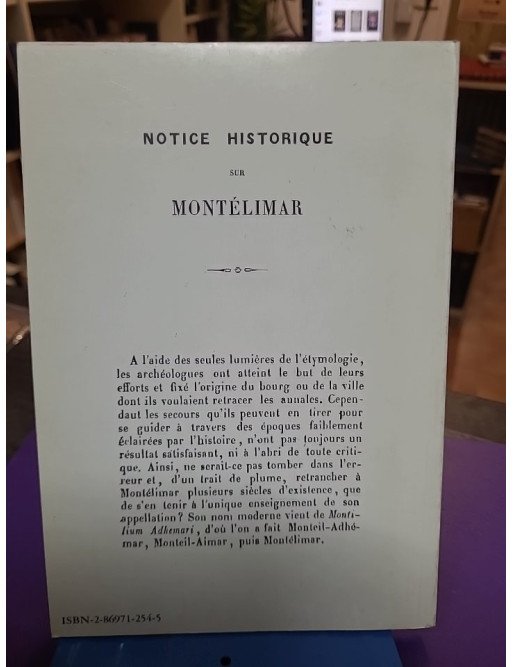 NOTICE HISTORIQUE
SUR
MONTÉLIMAR
A l'aide des seules lumières de l'étymologie,
les archéologues ont atteint le but de leurs
efforts et fixé l'origine du bourg ou de la ville
dont ils voulaient retracer les annales. Cepen-
dant les secours qu'ils peuvent en tirer pour
se guider à travers des époques faiblement
éclairées par l'histoire, n'ont pas toujours un
résultat satisfaisant, ni à l'abri de toute criti-
que. Ainsi, ne serait-ce pas tomber dans l'er-
reur et, d'un trait de plume, retrancher à
Montélimar plusieurs siècles d'existence, que
de s'en tenir à l'unique enseignement de son
appellation? Son nom moderne vient de Monti-
lium Adhemari, d'où l'on a fait Monteil-Adhé-
mar, Monteil-Aimar, puis Montélimar.
ISBN-2-86971-254-5